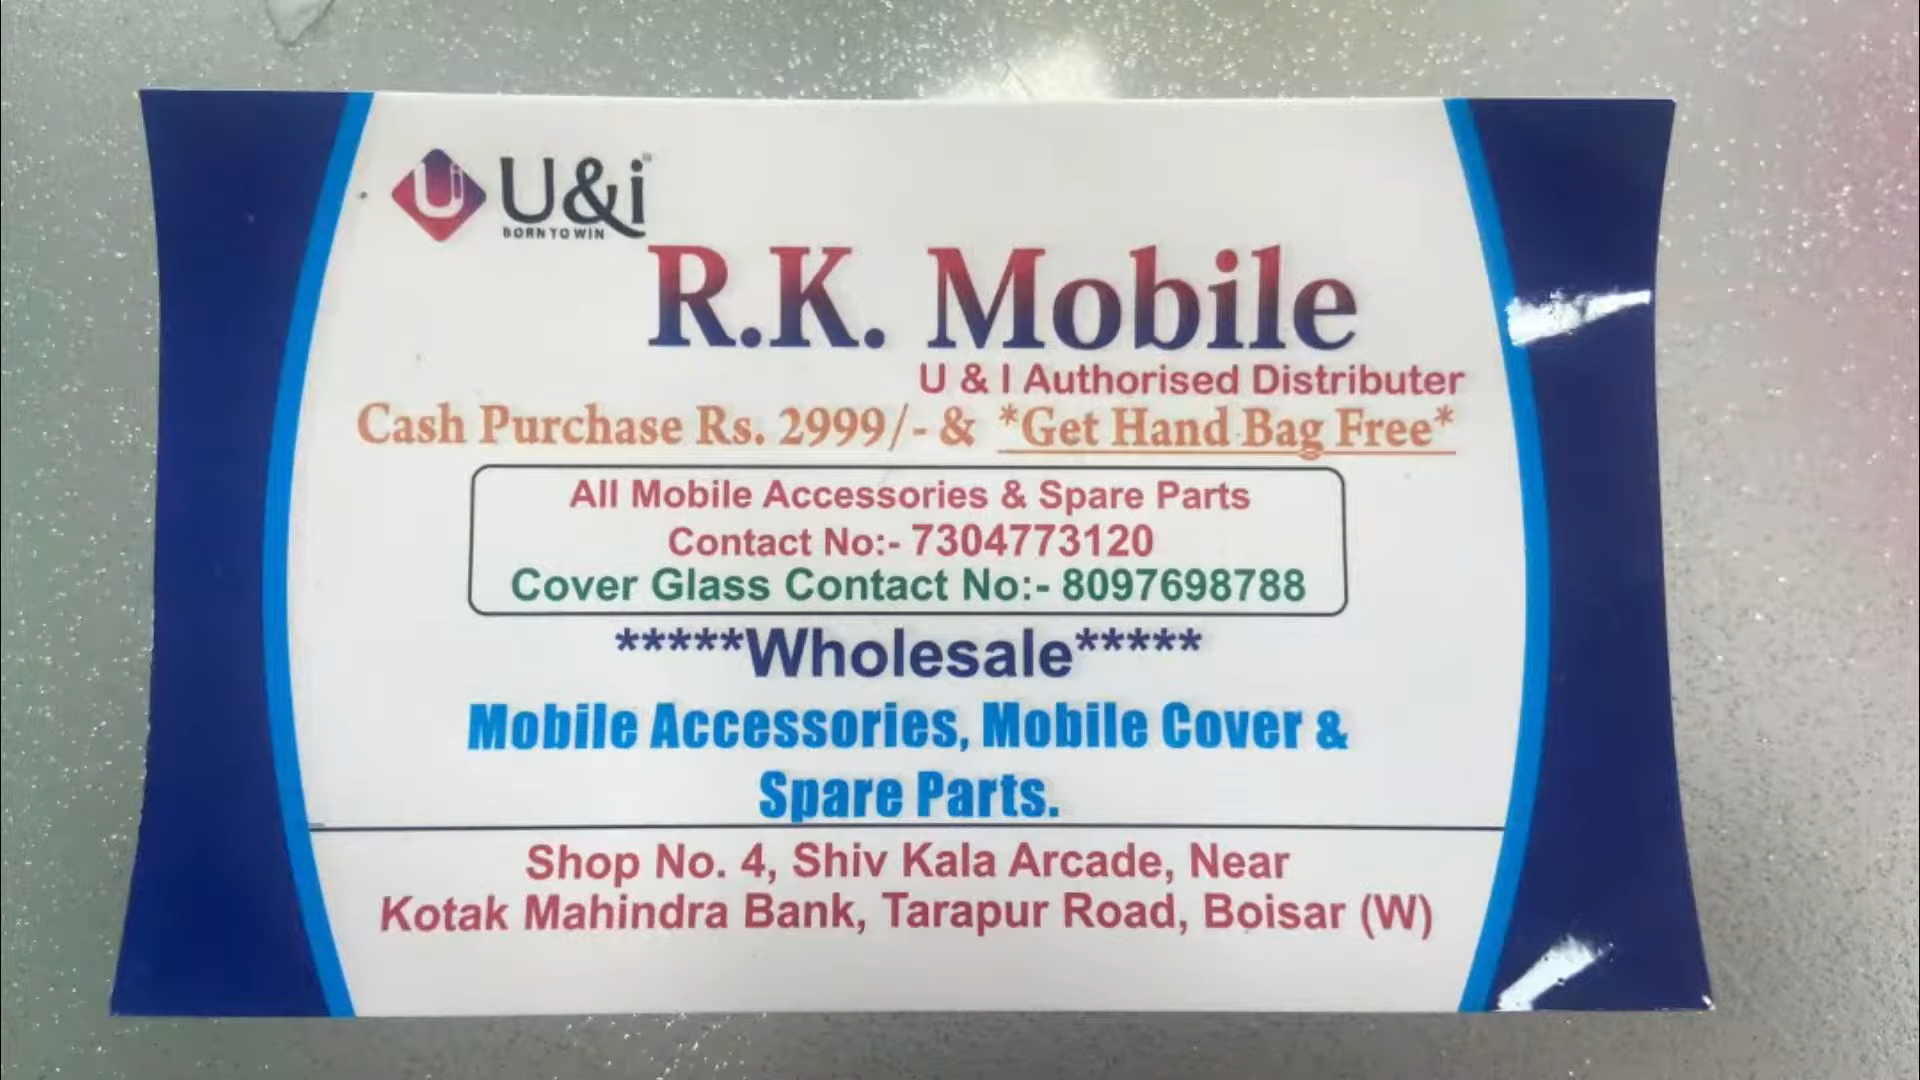 Ui U&i
BORN TO WIN
R.K. Mobile
U & I Authorised Distributer
Cash Purchase Rs. 2999/- & *Get Hand Bag Free*
All Mobile Accessories & Spare Parts
Contact No:- 7304773120
Cover Glass Contact No:- 8097698788
*****Wholesale*****
Mobile Accessories, Mobile Cover &
Spare Parts.
Shop No. 4, Shiv Kala Arcade, Near
Kotak Mahindra Bank, Tarapur Road, Boisar (W)